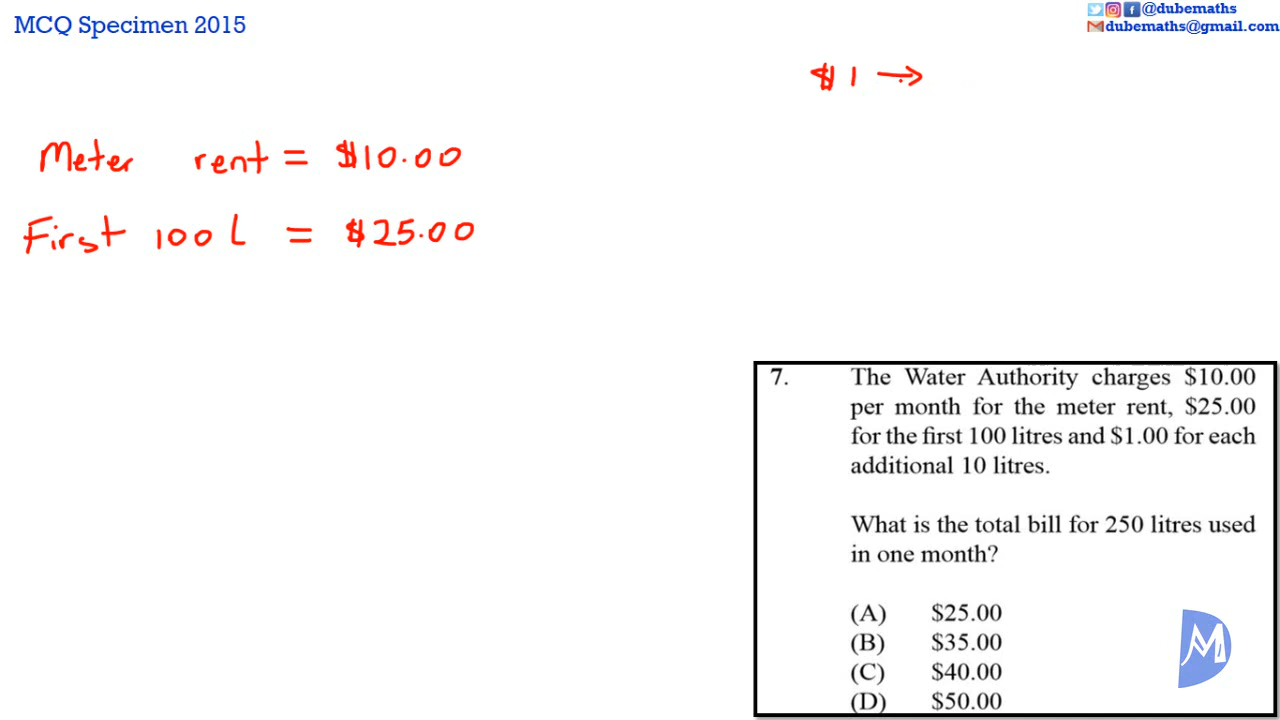 MCQ Specimen 2015
@dubemaths
dubemaths@gmail.com
$1 →
Meter rent = $10.00
First 100 L = $25.00
7. The Water Authority charges $10.00
per month for the meter rent, $25.00
for the first 100 litres and $1.00 for each
additional 10 litres.
What is the total bill for 250 litres used
in one month?
(A) $25.00
(B) $35.00
(C) $40.00
(D) $50.00
DM